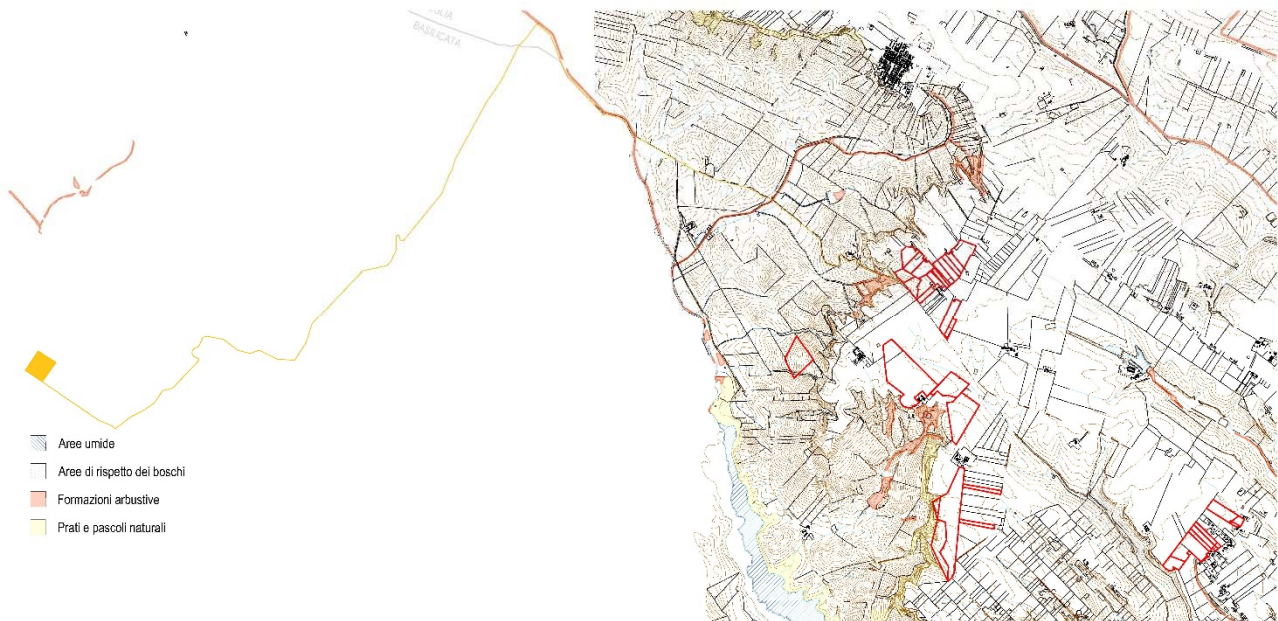 BASILICATA
Aree umide
Aree di rispetto dei boschi
Formazioni arbustive
Prati e pascoli naturali